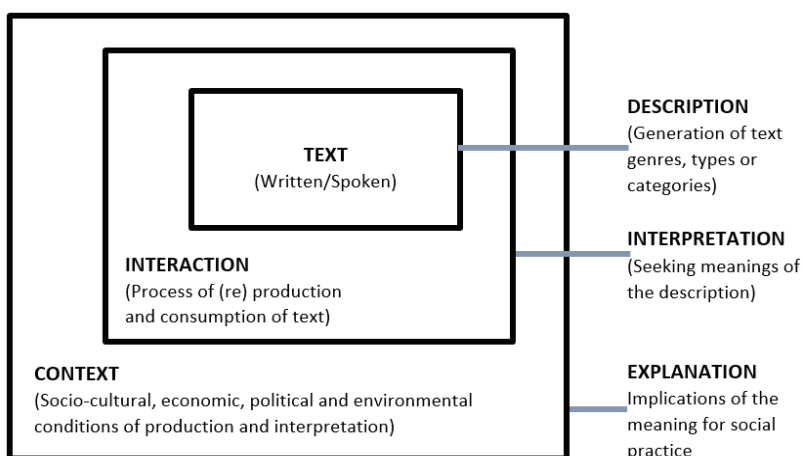 TEXT
(Written/Spoken)
INTERACTION
(Process of (re) production
and consumption of text)
CONTEXT
(Socio-cultural, economic, political and environmental
conditions of production and interpretation)
DESCRIPTION
(Generation of text
genres, types or
categories)
INTERPRETATION
(Seeking meanings of
the description)
EXPLANATION
Implications of the
meaning for social
practice